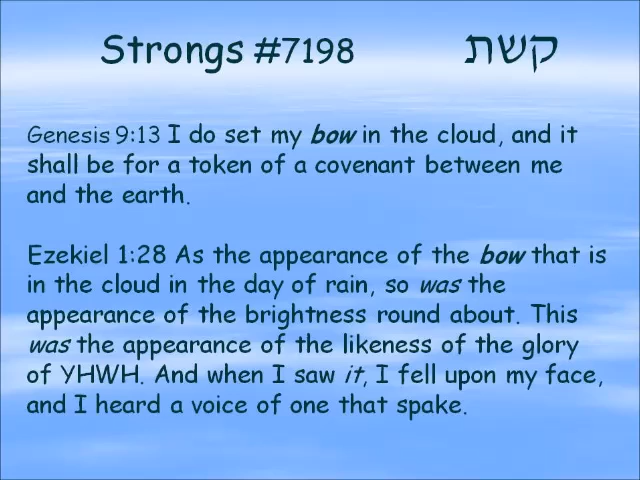 Strongs #7198 קשת
Genesis 9:13 I do set my bow in the cloud, and it
shall be for a token of a covenant between me
and the earth.
Ezekiel 1:28 As the appearance of the bow that is
in the cloud in the day of rain, so was the
appearance of the brightness round about. This
was the appearance of the likeness of the glory
of YHWH. And when I saw it, I fell upon my face,
and I heard a voice of one that spake.